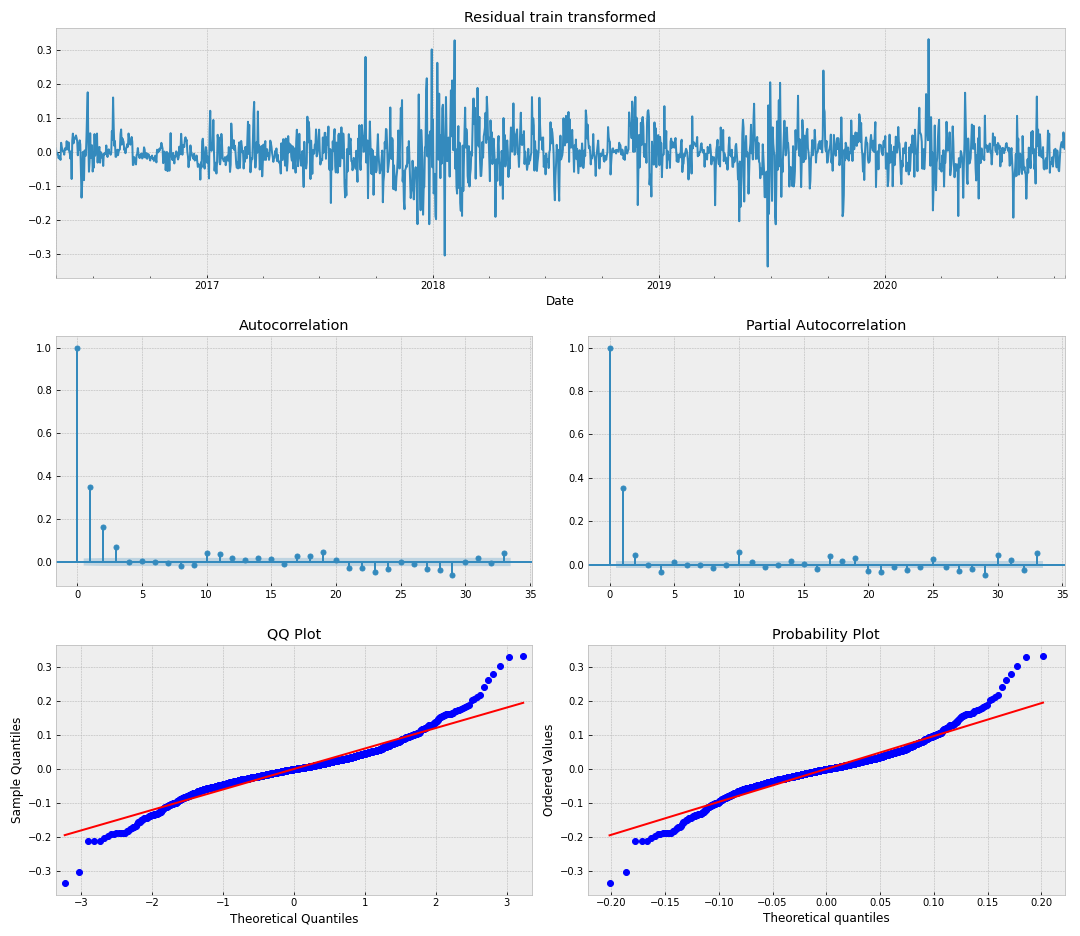 Residual train transformed
0.3
0.2
0.1
0.0
−0.1
−0.2
−0.3
2017 2018 2019 2020
Date
Autocorrelation
1.0
0.8
0.6
0.4
0.2
0.0
0 5 10 15 20 25 30 35
Partial Autocorrelation
1.0
0.8
0.6
0.4
0.2
0.0
0 5 10 15 20 25 30 35
QQ Plot
Sample Quantiles
0.3
0.2
0.1
0.0
−0.1
−0.2
−0.3
−3 −2 −1 0 1 2 3
Theoretical Quantiles
Probability Plot
Ordered Values
0.3
0.2
0.1
0.0
−0.1
−0.2
−0.3
−0.20 −0.15 −0.10 −0.05 0.00 0.05 0.10 0.15 0.20
Theoretical quantiles